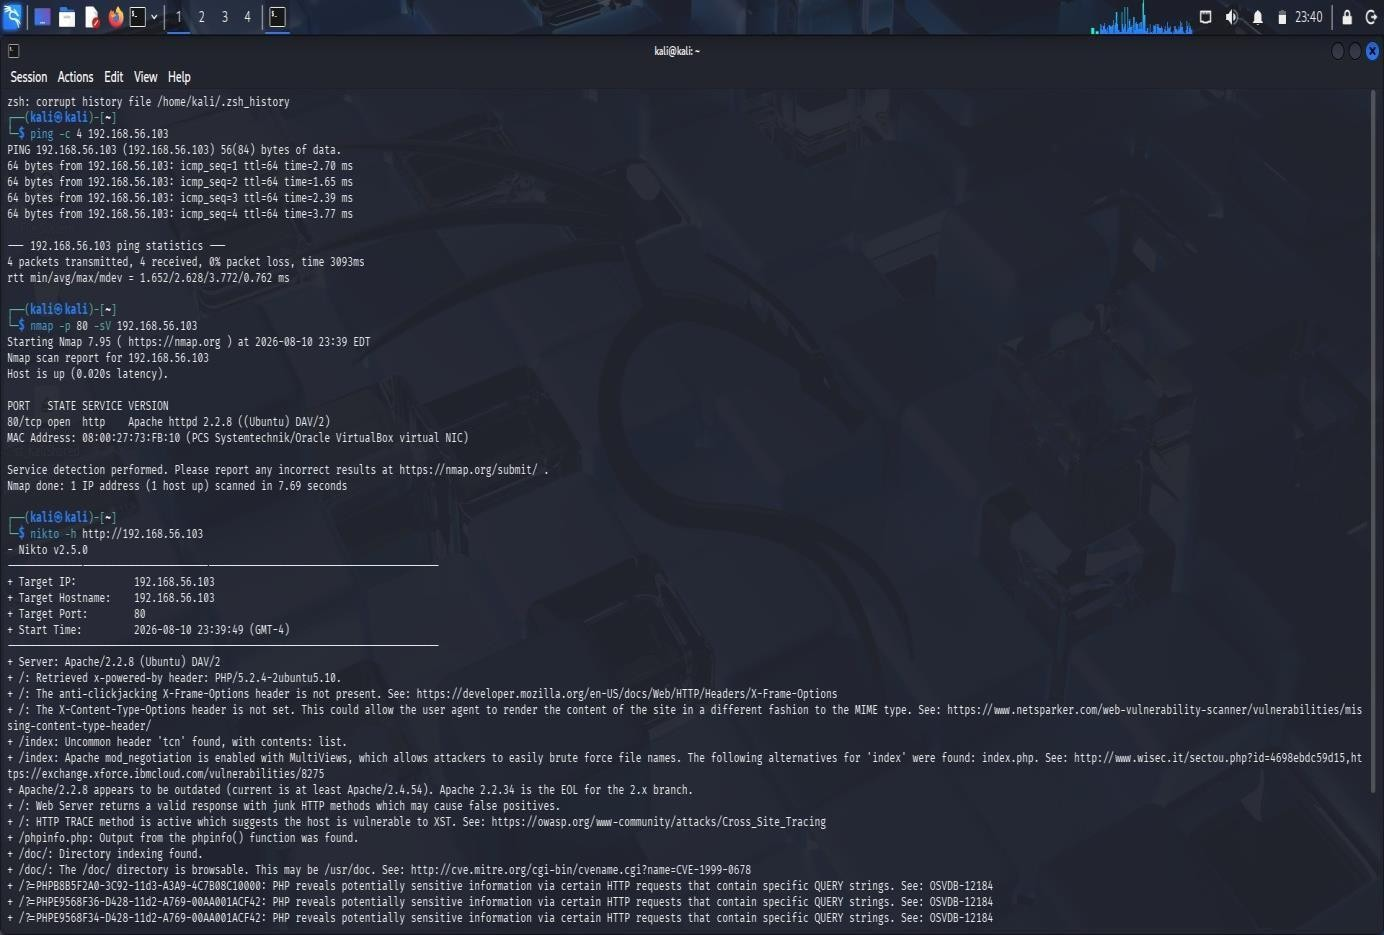 1 2 3 4 23:40
kali@kali: ~
Session Actions Edit View Help
zsh: corrupt history file /home/kali/.zsh_history
┌──(kali㉿kali)-[~]
└─$ ping -c 4 192.168.56.103
PING 192.168.56.103 (192.168.56.103) 56(84) bytes of data.
64 bytes from 192.168.56.103: icmp_seq=1 ttl=64 time=2.70 ms
64 bytes from 192.168.56.103: icmp_seq=2 ttl=64 time=1.65 ms
64 bytes from 192.168.56.103: icmp_seq=3 ttl=64 time=2.39 ms
64 bytes from 192.168.56.103: icmp_seq=4 ttl=64 time=3.77 ms
--- 192.168.56.103 ping statistics ---
4 packets transmitted, 4 received, 0% packet loss, time 3093ms
rtt min/avg/max/mdev = 1.652/2.628/3.772/0.762 ms
┌──(kali㉿kali)-[~]
└─$ nmap -p 80 -sV 192.168.56.103
Starting Nmap 7.95 ( https://nmap.org ) at 2026-08-10 23:39 EDT
Nmap scan report for 192.168.56.103
Host is up (0.020s latency).
PORT STATE SERVICE VERSION
80/tcp open http Apache httpd 2.2.8 ((Ubuntu) DAV/2)
MAC Address: 08:00:27:73:FB:10 (PCS Systemtechnik/Oracle VirtualBox virtual NIC)
Service detection performed. Please report any incorrect results at https://nmap.org/submit/ .
Nmap done: 1 IP address (1 host up) scanned in 7.69 seconds
┌──(kali㉿kali)-[~]
└─$ nikto -h http://192.168.56.103
- Nikto v2.5.0
+ Target IP: 192.168.56.103
+ Target Hostname: 192.168.56.103
+ Target Port: 80
+ Start Time: 2026-08-10 23:39:49 (GMT-4)
+ Server: Apache/2.2.8 (Ubuntu) DAV/2
+ /: Retrieved x-powered-by header: PHP/5.2.4-2ubuntu5.10.
+ /: The anti-clickjacking X-Frame-Options header is not present. See: https://developer.mozilla.org/en-US/docs/Web/HTTP/Headers/X-Frame-Options
+ /: The X-Content-Type-Options header is not set. This could allow the user agent to render the content of the site in a different fashion to the MIME type. See: https://www.netsparker.com/web-vulnerability-scanner/vulnerabilities/mis
sing-content-type-header/
+ /index: Uncommon header 'tcn' found, with contents: list.
+ /index: Apache mod_negotiation is enabled with MultiViews, which allows attackers to easily brute force file names. The following alternatives for 'index' were found: index.php. See: http://www.wisec.it/sectou.php?id=4698ebdc59d15,ht
tps://exchange.xforce.ibmcloud.com/vulnerabilities/8275
+ Apache/2.2.8 appears to be outdated (current is at least Apache/2.4.54). Apache 2.2.34 is the EOL for the 2.x branch.
+ /: Web Server returns a valid response with junk HTTP methods which may cause false positives.
+ /: HTTP TRACE method is active which suggests the host is vulnerable to XST. See: https://owasp.org/www-community/attacks/Cross_Site_Tracing
+ /phpinfo.php: Output from the phpinfo() function was found.
+ /doc/: Directory indexing found.
+ /doc/: The /doc/ directory is browsable. This may be /usr/doc. See: http://cve.mitre.org/cgi-bin/cvename.cgi?name=CVE-1999-0678
+ /?=PHPB8B5F2A0-3C92-11d3-A3A9-4C7B08C10000: PHP reveals potentially sensitive information via certain HTTP requests that contain specific QUERY strings. See: OSVDB-12184
+ /?=PHPE9568F36-D428-11d2-A769-00AA001ACF42: PHP reveals potentially sensitive information via certain HTTP requests that contain specific QUERY strings. See: OSVDB-12184
+ /?=PHPE9568F34-D428-11d2-A769-00AA001ACF42: PHP reveals potentially sensitive information via certain HTTP requests that contain specific QUERY strings. See: OSVDB-12184